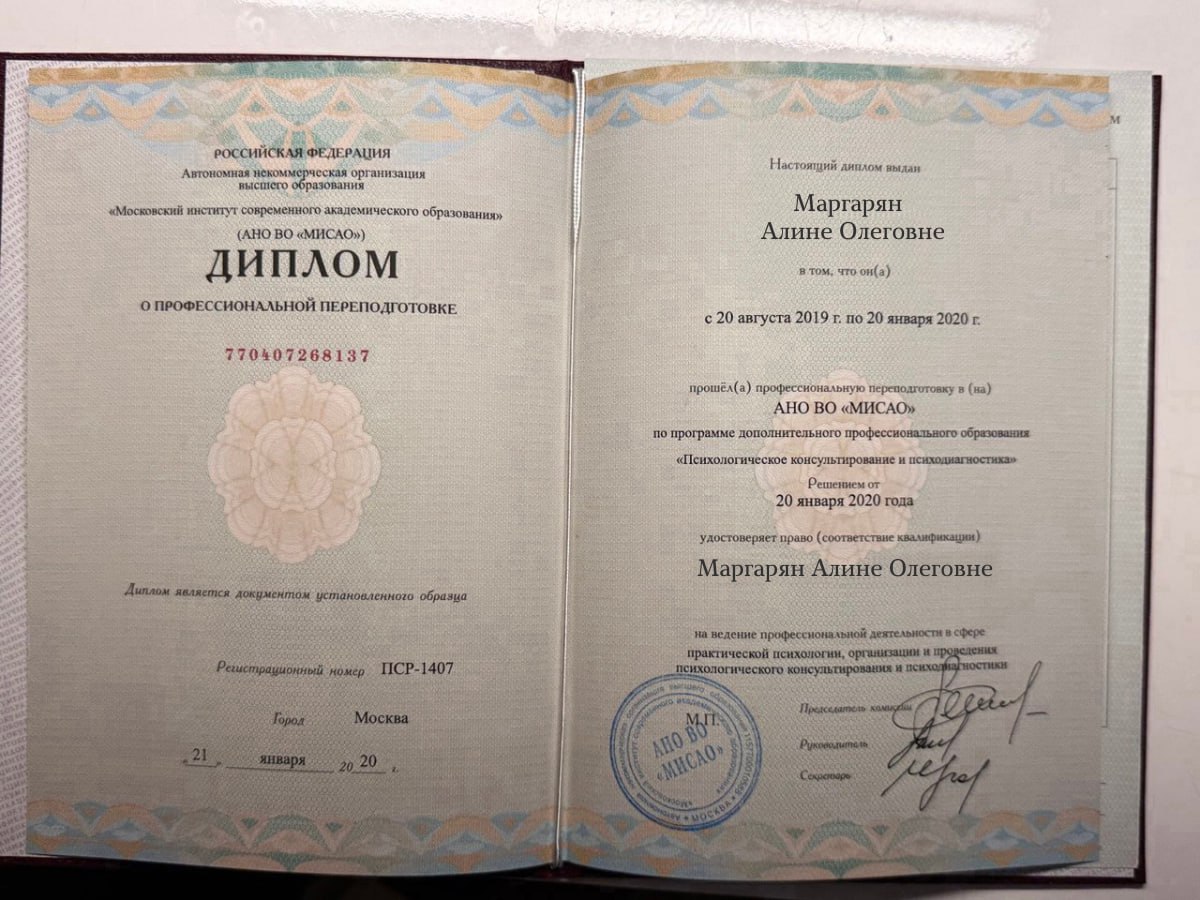 РОССИЙСКАЯ ФЕДЕРАЦИЯ
Автономная некоммерческая организация
высшего образования
«Московский институт современного академического образования»
(АНО ВО «МИСАО»)
ДИПЛОМ
О ПРОФЕССИОНАЛЬНОЙ ПЕРЕПОДГОТОВКЕ
770407268137
Диплом является документом установленного образца
Регистрационный номер ПСР-1407
Город Москва
„21„ января 2020 г.
Настоящий диплом выдан
Маргарян
Алине Олеговне
в том, что он(а)
с 20 августа 2019 г. по 20 января 2020 г.
прошёл(а) профессиональную переподготовку в (на)
АНО ВО «МИСАО»
по программе дополнительного профессионального образования
«Психологическое консультирование и психодиагностика»
Решением от
20 января 2020 года
удостоверяет право (соответствие квалификации)
Маргарян Алине Олеговне
на ведение профессиональной деятельности в сфере
практической психологии, организации и проведения
психологического консультирования и психодиагностики
Председатель комиссии
М.П.
Руководитель
Секретарь
АНО ВО
«МИСАО»
МОСКВА